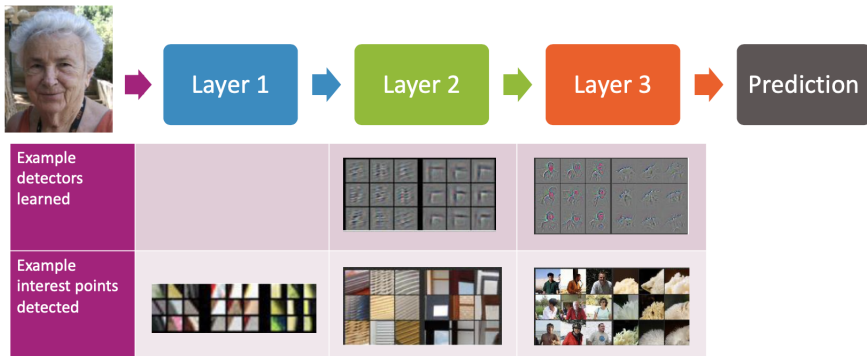 Layer 1
Layer 2
Layer 3
Prediction
Example
detectors
learned
Example
interest points
detected